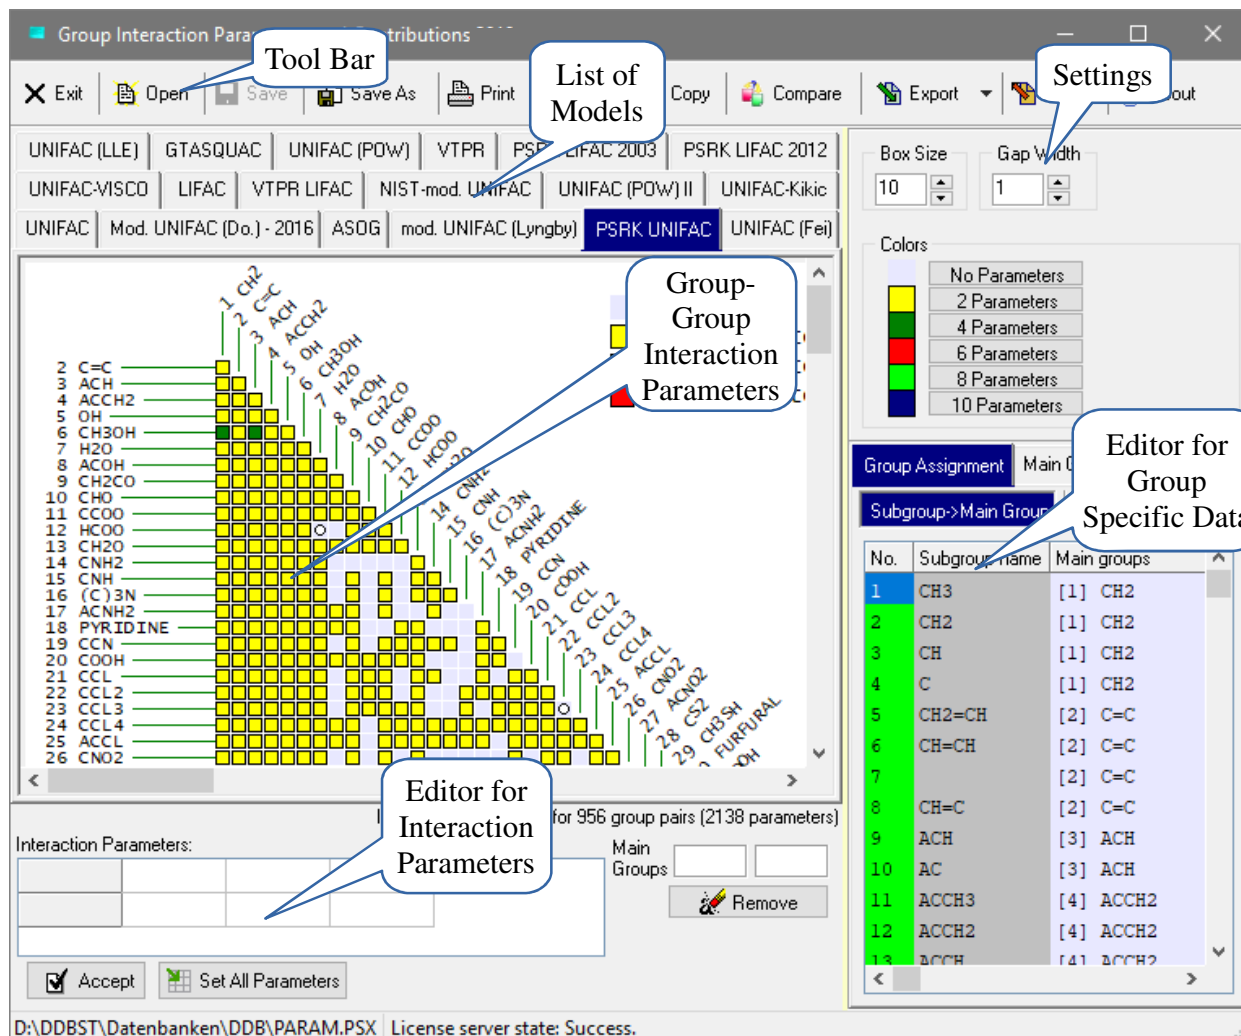 Group Interaction Para
ntributions
Tool Bar
List of
Models
Settings
Exit
Open
Save
Save As
Print
Copy
Compare
Export
out
UNIFAC (LLE)
GTASQUAC
UNIFAC (POW)
VTPR
PSRK LIFAC 2003
PSRK LIFAC 2012
UNIFAC-VISCO
LIFAC
VTPR LIFAC
NIST-mod. UNIFAC
UNIFAC (POW) II
UNIFAC-Kikic
UNIFAC
Mod. UNIFAC (Do.) - 2016
ASOG
mod. UNIFAC (Lyngby)
PSRK UNIFAC
UNIFAC (Fei)
Box Size
Gap Width
10
1
Colors
No Parameters
2 Parameters
4 Parameters
6 Parameters
8 Parameters
10 Parameters
Group-
Group
Interaction
Parameters
1 CH2
2 C=C
3 ACH
4 ACCH2
5 OH
6 CH3OH
7 H2O
8 ACOH
9 CH2CO
10 CHO
11 CCOO
12 HCOO
14 CNH2
15 CNH
16 (C)3N
17 ACNH2
18 PYRIDINE
19 CCN
20 COOH
21 CCL
22 CCL2
23 CCL3
24 CCL4
25 ACCL
26 CNO2
27 ACNO2
28 CS2
29 CH3SH
FURFURAL
2 C=C
3 ACH
4 ACCH2
5 OH
6 CH3OH
7 H2O
8 ACOH
9 CH2CO
10 CHO
11 CCOO
12 HCOO
13 CH2O
14 CNH2
15 CNH
16 (C)3N
17 ACNH2
18 PYRIDINE
19 CCN
20 COOH
21 CCL
22 CCL2
23 CCL3
24 CCL4
25 ACCL
26 CNO2
Editor for
Group
Specific Data
Group Assignment
Main
Subgroup->Main Group
No. Subgroup name Main groups
1 CH3 [1] CH2
2 CH2 [1] CH2
3 CH [1] CH2
4 C [1] CH2
5 CH2=CH [2] C=C
6 CH=CH [2] C=C
7 [2] C=C
8 CH=C [2] C=C
9 ACH [3] ACH
10 AC [3] ACH
11 ACCH3 [4] ACCH2
12 ACCH2 [4] ACCH2
13 ACCH [4] ACCH2
Editor for
Interaction
Parameters
for 956 group pairs (2138 parameters)
Interaction Parameters:
Main
Groups
Remove
Accept
Set All Parameters
D:\DDBST\Datenbanken\DDB\PARAM.PSX
License server state: Success.